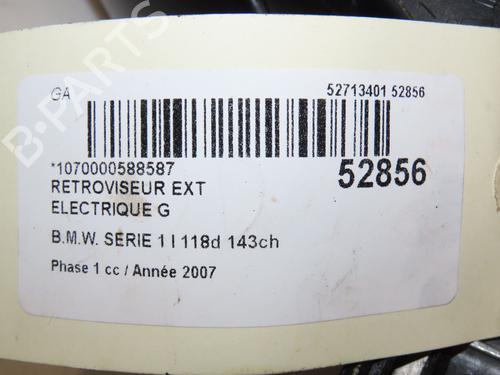 B-PARTS
GA
52713401 52856
*1070000588587
52856
RETROVISEUR EXT
ELECTRIQUE G
B.M.W. SERIE 1 I 118d 143ch
Phase 1 cc / Année 2007